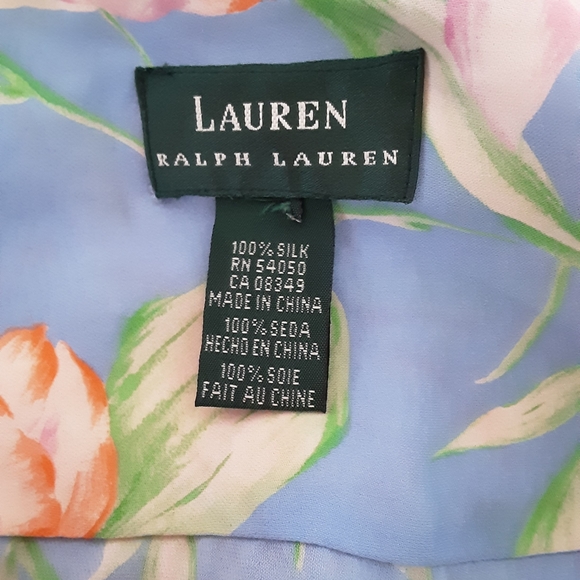 LAUREN
RALPH LAUREN
100% SILK
RN 54050
CA 08349
MADE IN CHINA
100% SEDA
HECHO EN CHINA
100% SOIE
FAIT AU CHINE